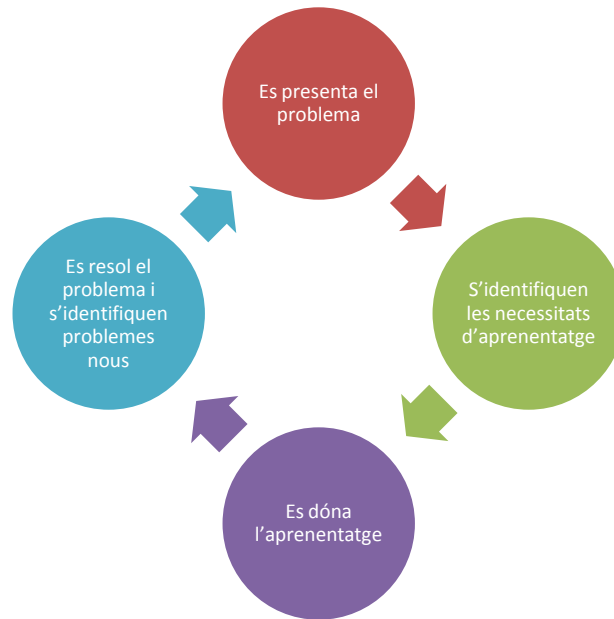 Es presenta el
problema
S’identifiquen
les necessitats
d’aprenentatge
Es dóna
l’aprenentatge
Es resol el
problema i
s’identifiquen
problemes
nous